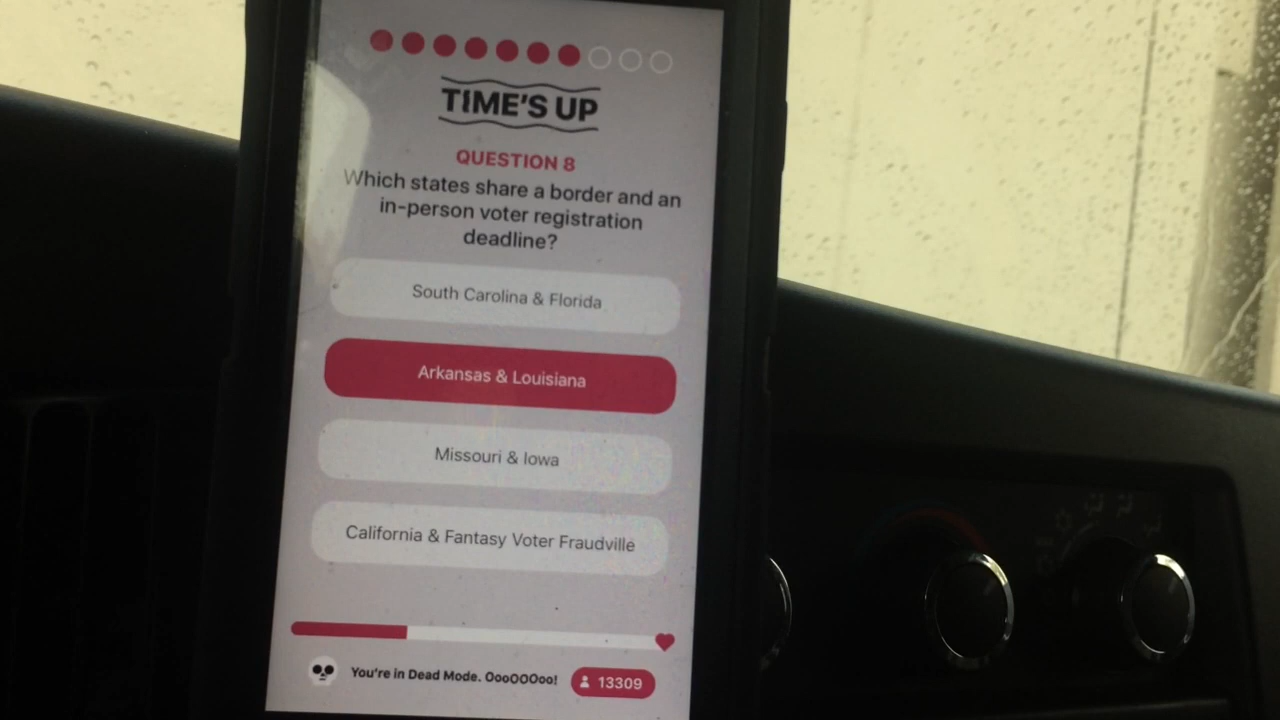 TIME'S UP
QUESTION 8
Which states share a border and an
in-person voter registration
deadline?
South Carolina & Florida
Arkansas & Louisiana
Missouri & Iowa
California & Fantasy Voter Fraudville
You're in Dead Mode. OooOOOoo!
13309